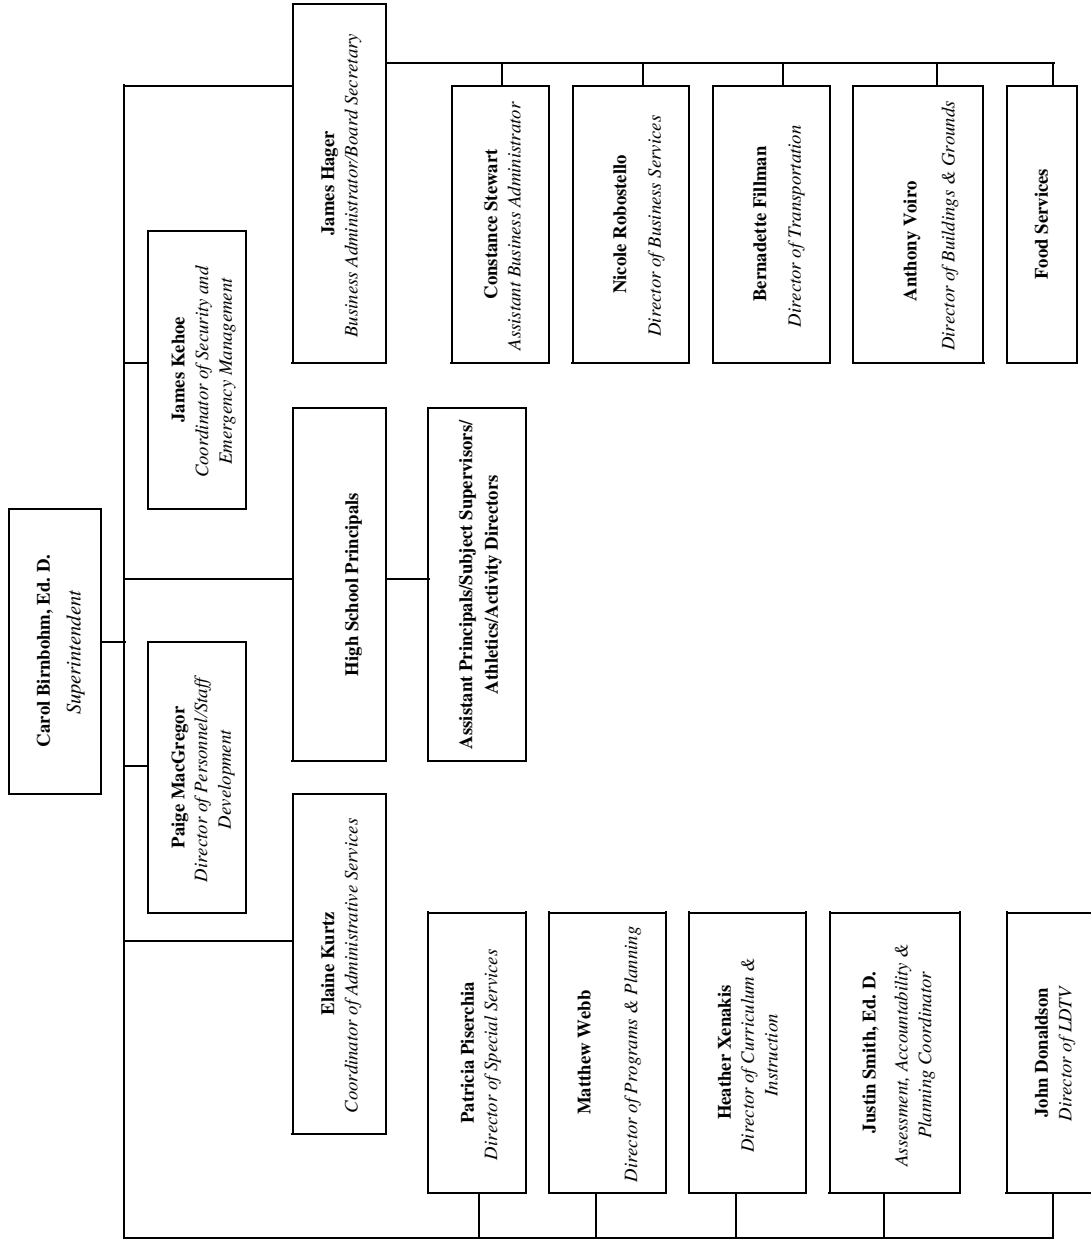 Carol Birnbohm, Ed. D.
Superintendent
Paige MacGregor
Director of Personnel/Staff
Development
James Kehoe
Coordinator of Security and
Emergency Management
Elaine Kurtz
Coordinator of Administrative Services
High School Principals
James Hager
Business Administrator/Board Secretary
Patricia Piserchia
Director of Special Services
Matthew Webb
Director of Programs & Planning
Heather Xenakis
Director of Curriculum &
Instruction
Justin Smith, Ed. D.
Assessment, Accountability &
Planning Coordinator
John Donaldson
Director of LDTV
Assistant Principals/Subject Supervisors/
Athletics/Activity Directors
Constance Stewart
Assistant Business Administrator
Nicole Robostello
Director of Business Services
Bernadette Fillman
Director of Transportation
Anthony Voiro
Director of Buildings & Grounds
Food Services